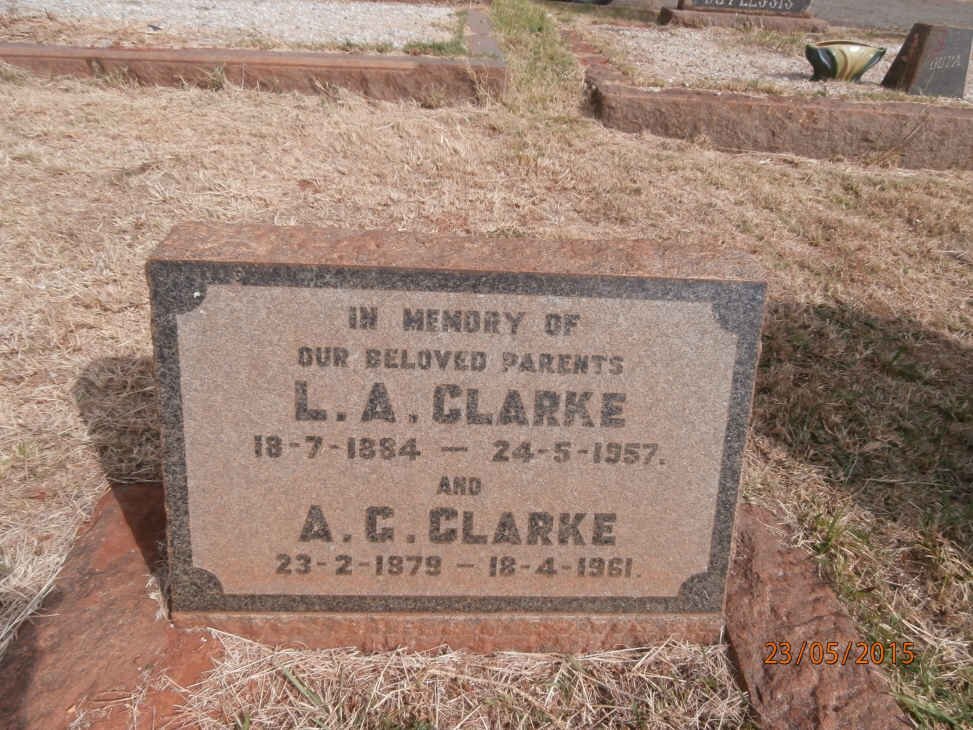 IN MEMORY OF
OUR BELOVED PARENTS
L. A. CLARKE
18-7-1884 — 24-5-1957.
AND
A. G. CLARKE
23-2-1879 — 18-4-1961.
23/05/2015